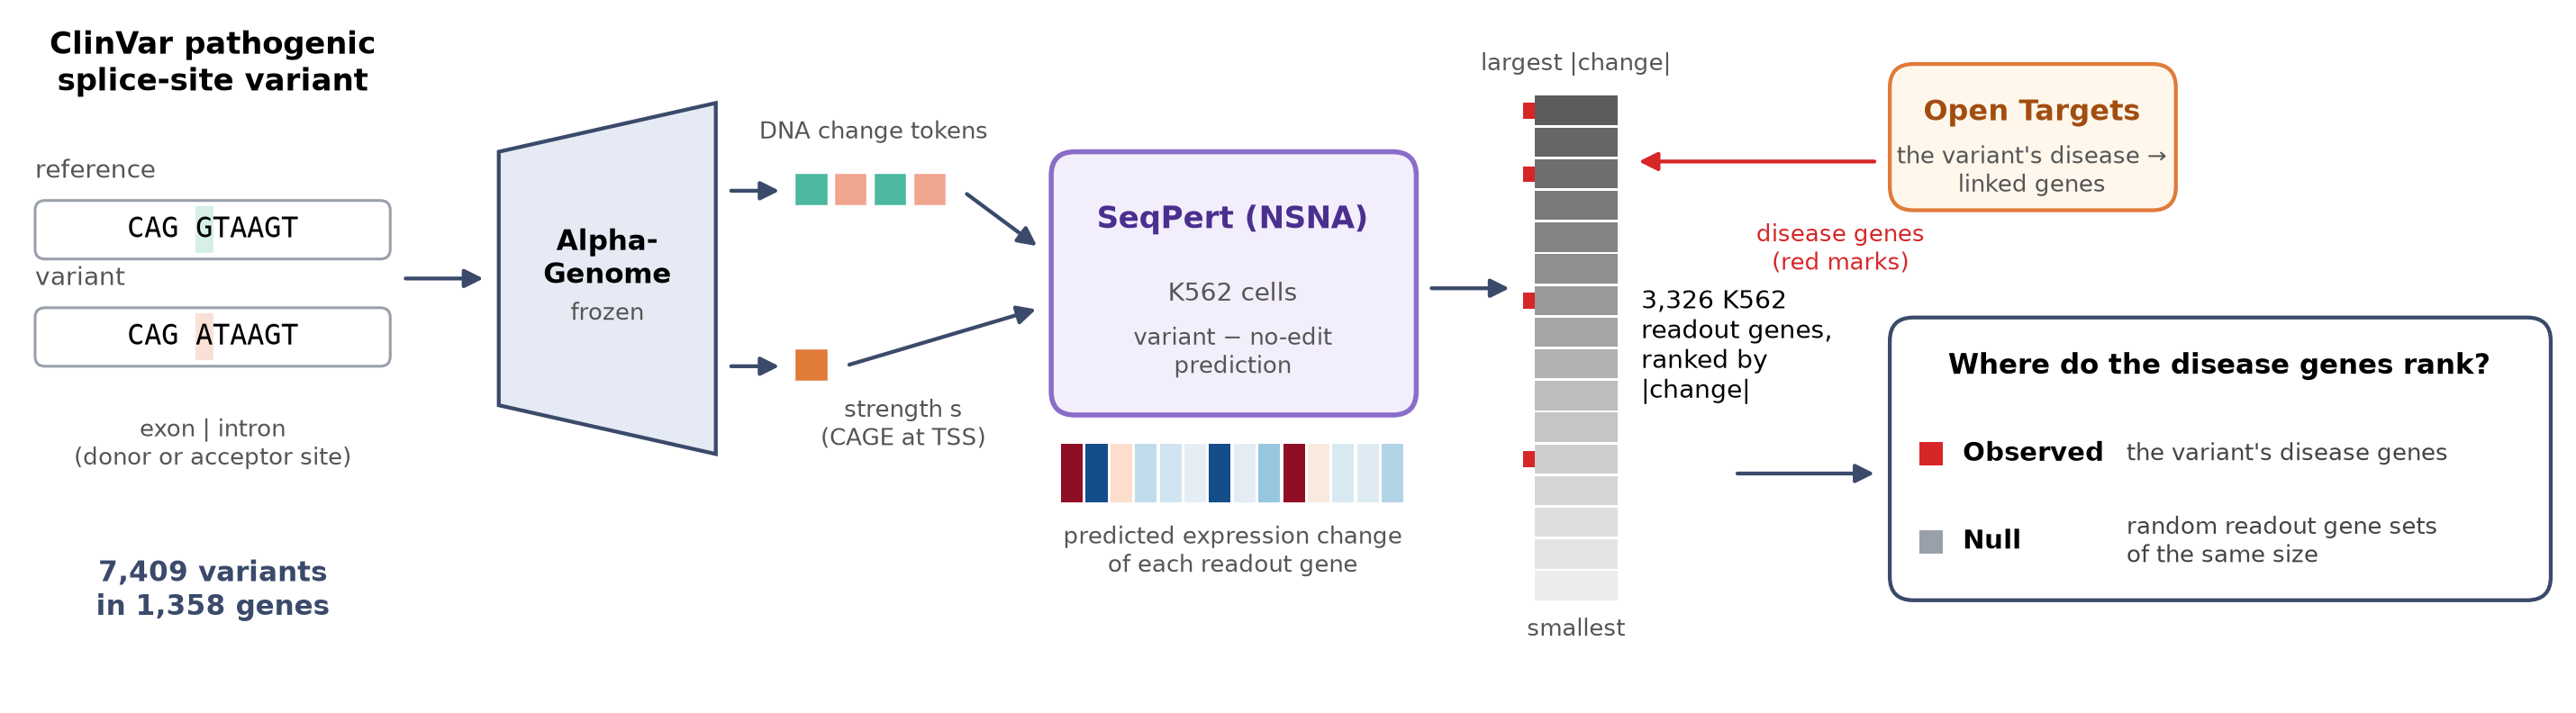 ClinVar pathogenic
splice-site variant
reference
CAG GTAAGT
variant
CAG ATAAGT
exon | intron
(donor or acceptor site)
7,409 variants
in 1,358 genes
Alpha-
Genome
frozen
DNA change tokens
strength s
(CAGE at TSS)
SeqPert (NSNA)
K562 cells
variant − no-edit
prediction
predicted expression change
of each readout gene
largest |change|
smallest
3,326 K562
readout genes,
ranked by
|change|
Open Targets
the variant's disease →
linked genes
disease genes
(red marks)
Where do the disease genes rank?
Observed the variant's disease genes
Null random readout gene sets
of the same size